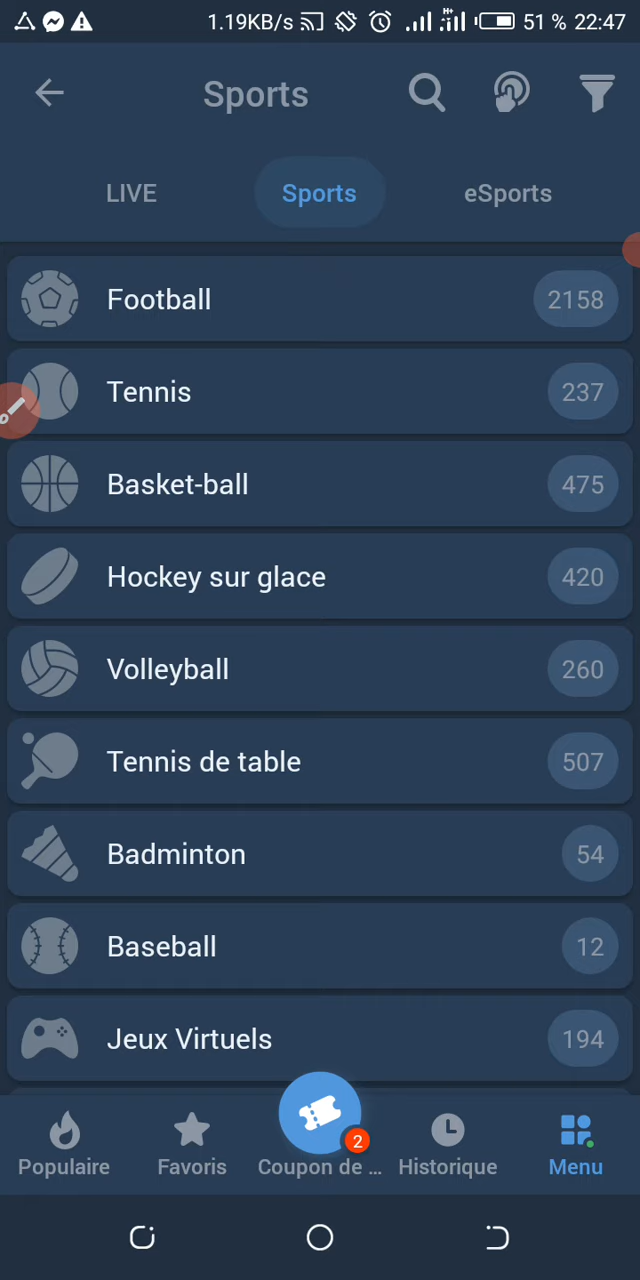 1.19KB/s H+ 51 % 22:47
Sports
LIVE Sports eSports
Football 2158
Tennis 237
Basket-ball 475
Hockey sur glace 420
Volleyball 260
Tennis de table 507
Badminton 54
Baseball 12
Jeux Virtuels 194
2
Populaire Favoris Coupon de ... Historique Menu